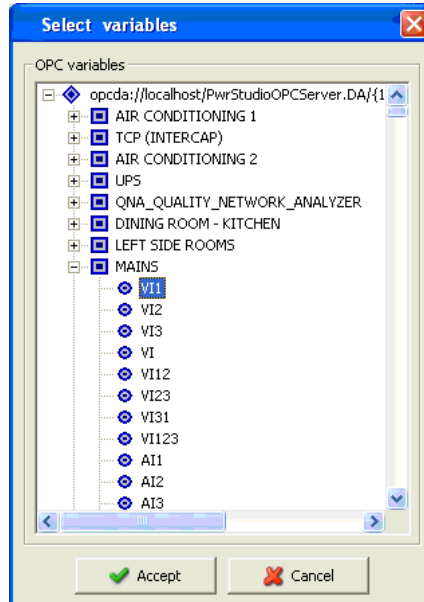 Select variables
OPC variables
opcda://localhost/PwrStudioOPCServer.DA/{1
AIR CONDITIONING 1
TCP (INTERCAP)
AIR CONDITIONING 2
UPS
QNA_QUALITY_NETWORK_ANALYZER
DINING ROOM - KITCHEN
LEFT SIDE ROOMS
MAINS
VI1
VI2
VI3
VI
VI12
VI23
VI31
VI123
AI1
AI2
AI3
Accept
Cancel